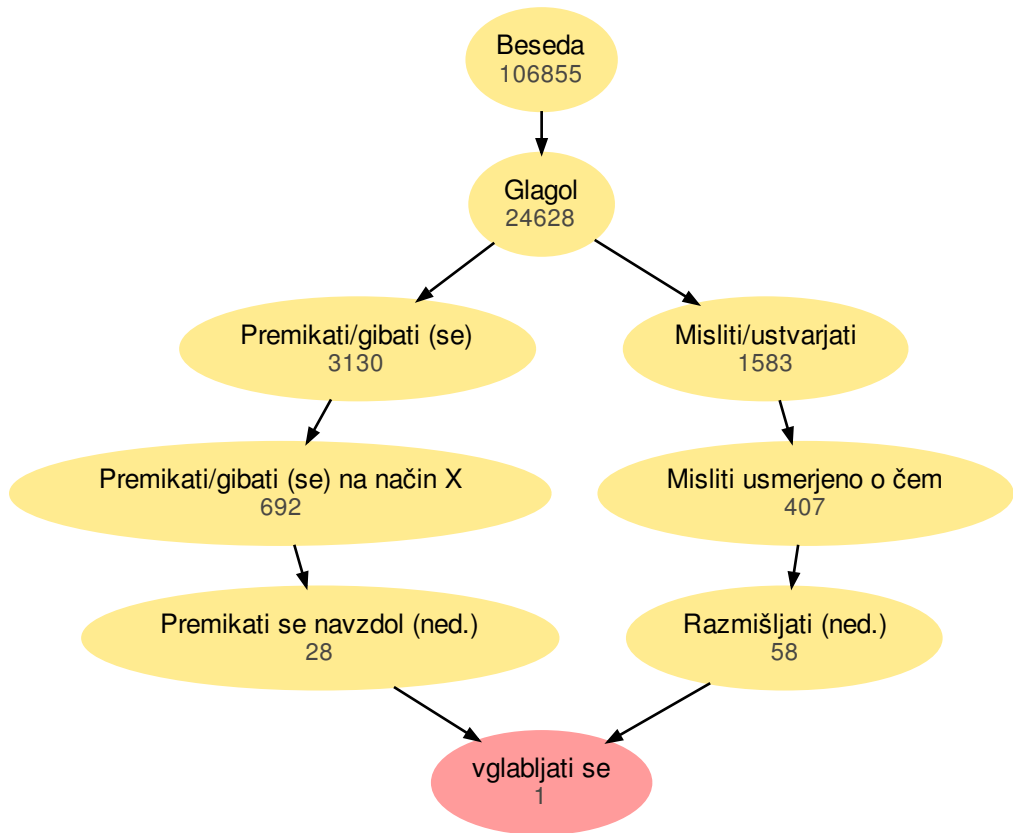 Beseda
106855
Glagol
24628
Premikati/gibati (se)
3130
Misliti/ustvarjati
1583
Premikati/gibati (se) na način X
692
Misliti usmerjeno o čem
407
Premikati se navzdol (ned.)
28
Razmišljati (ned.)
58
vglabljati se
1